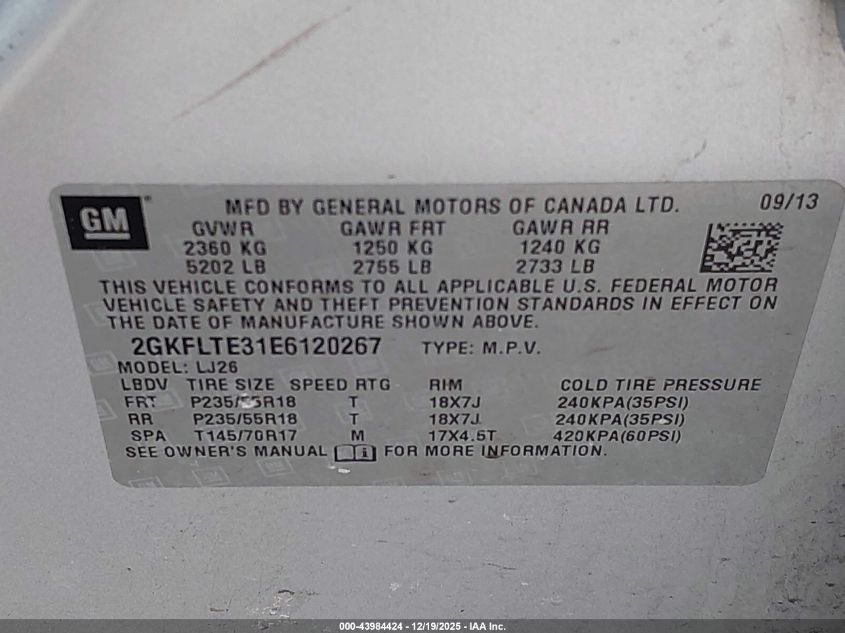 GM
MFD BY GENERAL MOTORS OF CANADA LTD. 09/13
GVWR GAWR FRT GAWR RR
2360 KG 1250 KG 1240 KG
5202 LB 2755 LB 2733 LB
THIS VEHICLE CONFORMS TO ALL APPLICABLE U.S. FEDERAL MOTOR
VEHICLE SAFETY AND THEFT PREVENTION STANDARDS IN EFFECT ON
THE DATE OF MANUFACTURE SHOWN ABOVE.
2GKFLTE31E6120267 TYPE: M.P.V.
MODEL: LJ26
LBDV TIRE SIZE SPEED RTG RIM COLD TIRE PRESSURE
FRT P235/55R18 T 18X7J 240KPA(35PSI)
RR P235/55R18 T 18X7J 240KPA(35PSI)
SPA T145/70R17 M 17X4.5T 420KPA(60PSI)
SEE OWNER'S MANUAL FOR MORE INFORMATION.
000-43984424 - 12/19/2025 - IAA Inc.